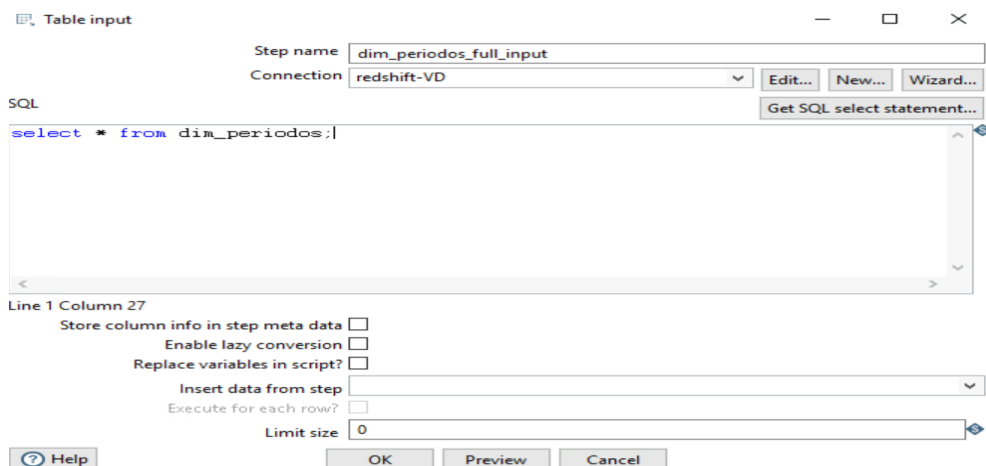 Table input
Step name dim_periodos_full_input
Connection redshift-VD Edit... New... Wizard...
SQL Get SQL select statement...
select * from dim_periodos;
Line 1 Column 27
Store column info in step meta data
Enable lazy conversion
Replace variables in script?
Insert data from step
Execute for each row?
Limit size 0
Help OK Preview Cancel